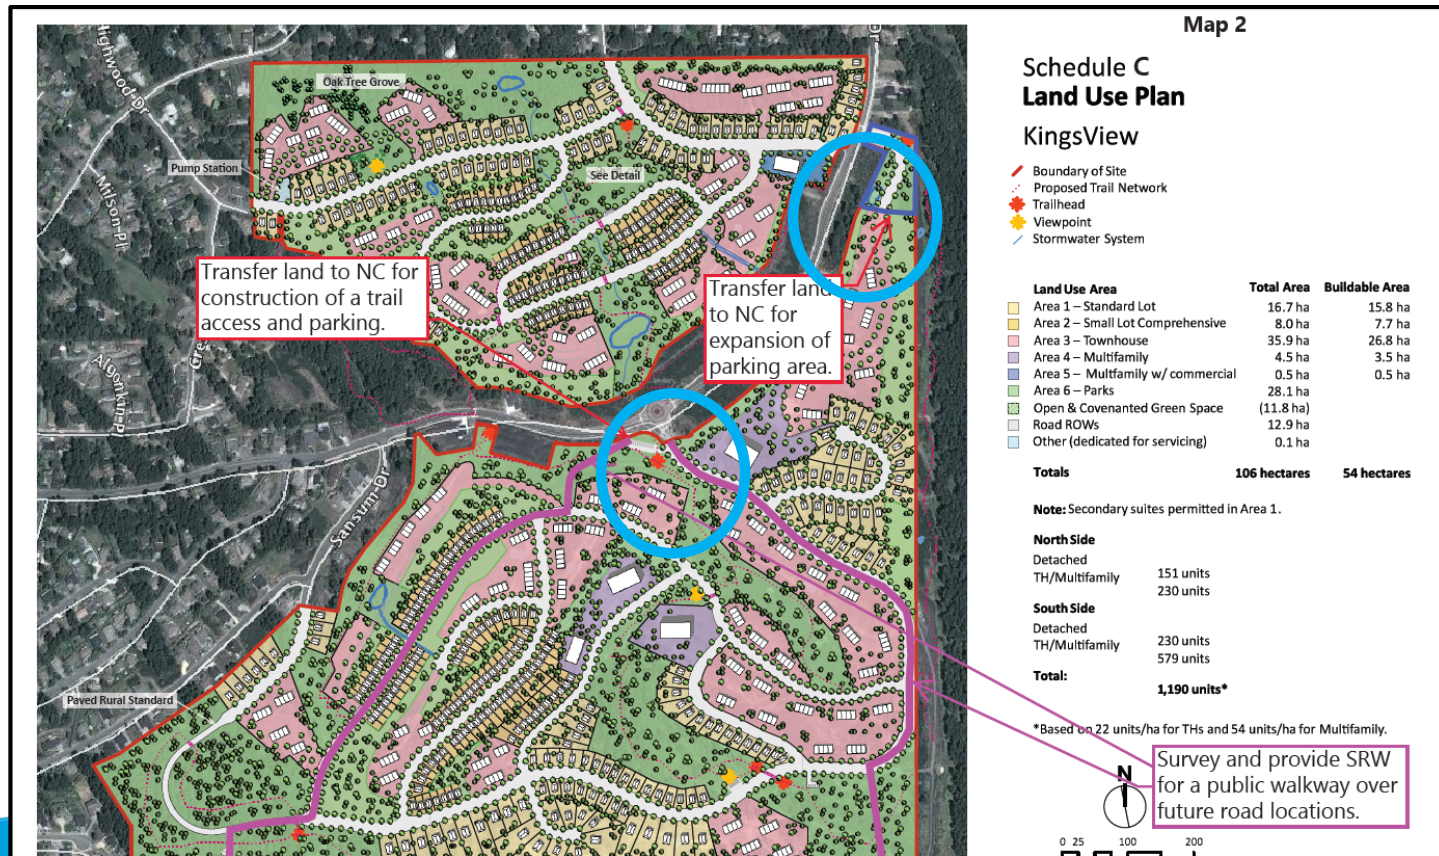 Map 2
Schedule C
Land Use Plan
KingsView
Boundary of Site
Proposed Trail Network
Trailhead
Viewpoint
Stormwater System
Land Use Area Total Area Buildable Area
Area 1 – Standard Lot 16.7 ha 15.8 ha
Area 2 – Small Lot Comprehensive 8.0 ha 7.7 ha
Area 3 – Townhouse 35.9 ha 26.8 ha
Area 4 – Multifamily 4.5 ha 3.5 ha
Area 5 – Multifamily w/ commercial 0.5 ha 0.5 ha
Area 6 – Parks 28.1 ha
Open & Covenanted Green Space (11.8 ha)
Road ROWs 12.9 ha
Other (dedicated for servicing) 0.1 ha
Totals 106 hectares 54 hectares
Note: Secondary suites permitted in Area 1.
North Side
Detached
TH/Multifamily
151 units
230 units
South Side
Detached
TH/Multifamily
230 units
579 units
Total:
1,190 units*
*Based on 22 units/ha for THs and 54 units/ha for Multifamily.
Survey and provide SRW
for a public walkway over
future road locations.
N
0 25 100 200
Highwood Dr
Dr
Oak Tree Grove
Pump Station
See Detail
Transfer land to NC for
construction of a trail
access and parking.
Transfer land
to NC for
expansion of
parking area.
Algonkin Pl
Sansum Dr
Paved Rural Standard